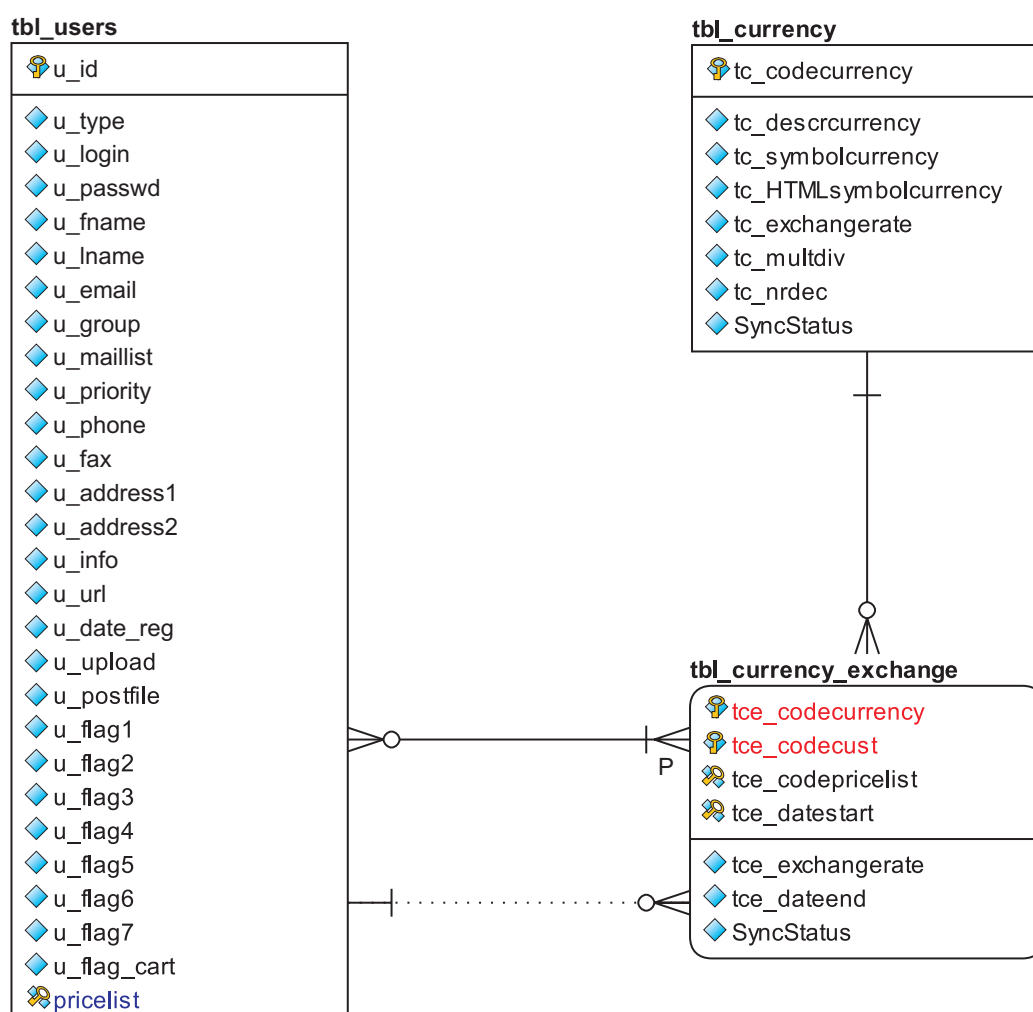 tbl_users
u_id
u_type
u_login
u_passwd
u_fname
u_lname
u_email
u_group
u_maillist
u_priority
u_phone
u_fax
u_address1
u_address2
u_info
u_url
u_date_reg
u_upload
u_postfile
u_flag1
u_flag2
u_flag3
u_flag4
u_flag5
u_flag6
u_flag7
u_flag_cart
pricelist
tbl_currency
tc_codecurrency
tc_descrcurrency
tc_symbolcurrency
tc_HTMLsymbolcurrency
tc_exchangerate
tc_multdiv
tc_nrdec
SyncStatus
P
tbl_currency_exchange
tce_codecurrency
tce_codecust
tce_codepricelist
tce_datestart
tce_exchangerate
tce_dateend
SyncStatus